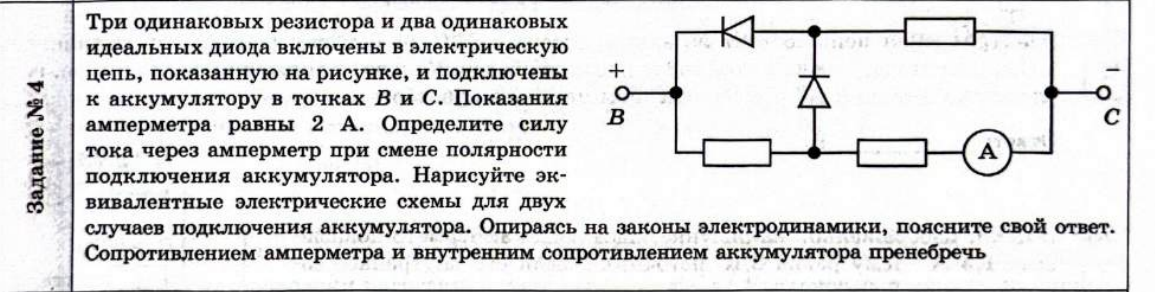 Задание № 4
Три одинаковых резистора и два одинаковых
идеальных диода включены в электрическую
цепь, показанную на рисунке, и подключены
к аккумулятору в точках B и C. Показания
амперметра равны 2 А. Определите силу
тока через амперметр при смене полярности
подключения аккумулятора. Нарисуйте эк-
вивалентные электрические схемы для двух
случаев подключения аккумулятора. Опираясь на законы электродинамики, поясните свой ответ.
Сопротивлением амперметра и внутренним сопротивлением аккумулятора пренебречь
+
B
A
–
C